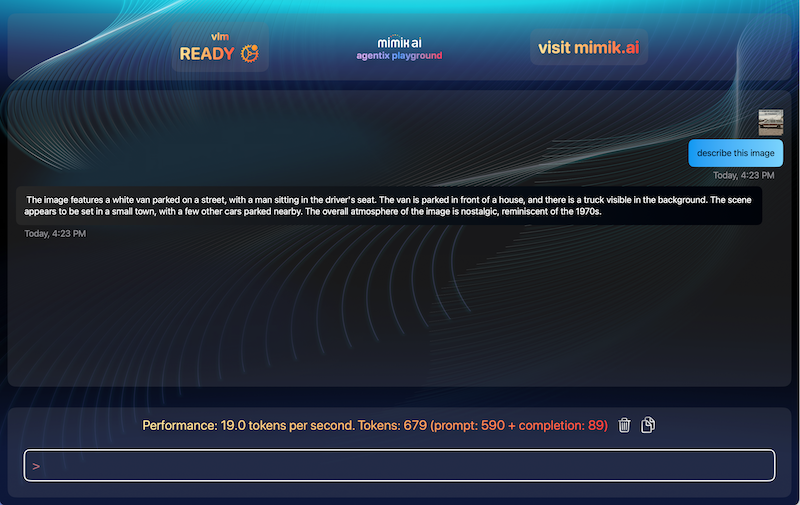 vlm
READY
mimik ai
agentix playground
visit mimik.ai
describe this image
Today, 4:23 PM
The image features a white van parked on a street, with a man sitting in the driver's seat. The van is parked in front of a house, and there is a truck visible in the background. The scene
appears to be set in a small town, with a few other cars parked nearby. The overall atmosphere of the image is nostalgic, reminiscent of the 1970s.
Today, 4:23 PM
Performance: 19.0 tokens per second. Tokens: 679 (prompt: 590 + completion: 89)
>